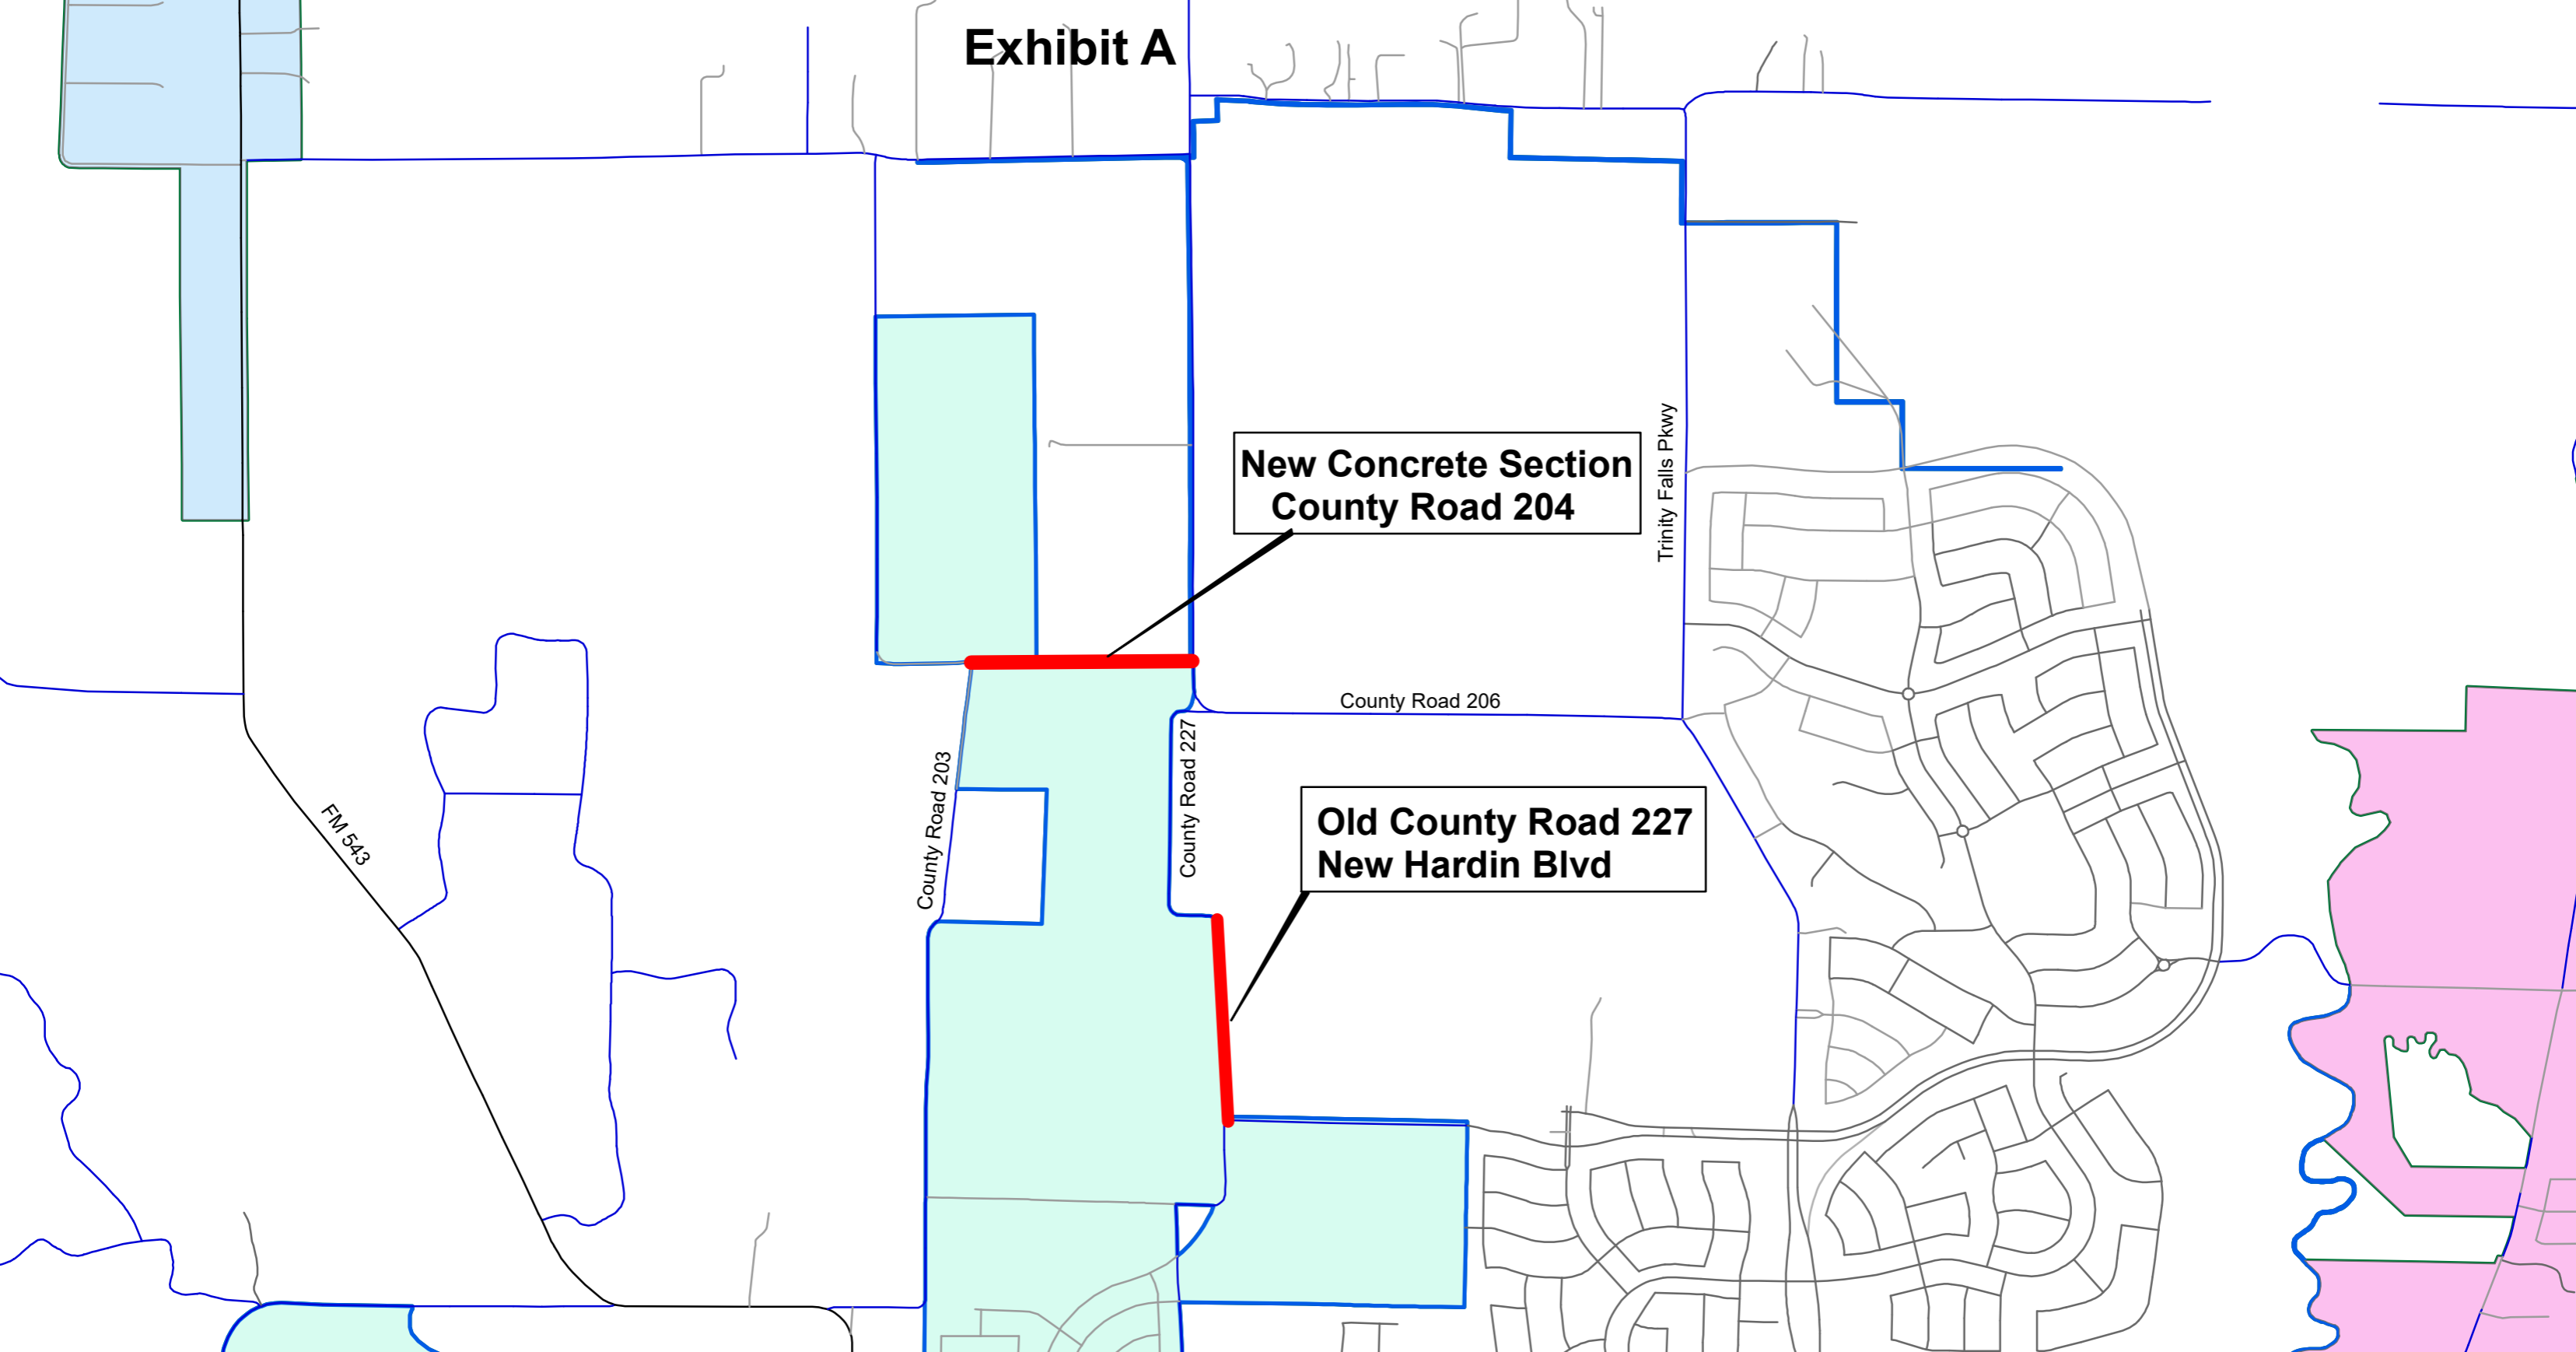 Exhibit A
New Concrete Section
County Road 204
Trinity Falls Pkwy
County Road 206
County Road 227
County Road 203
Old County Road 227
New Hardin Blvd
FM 543